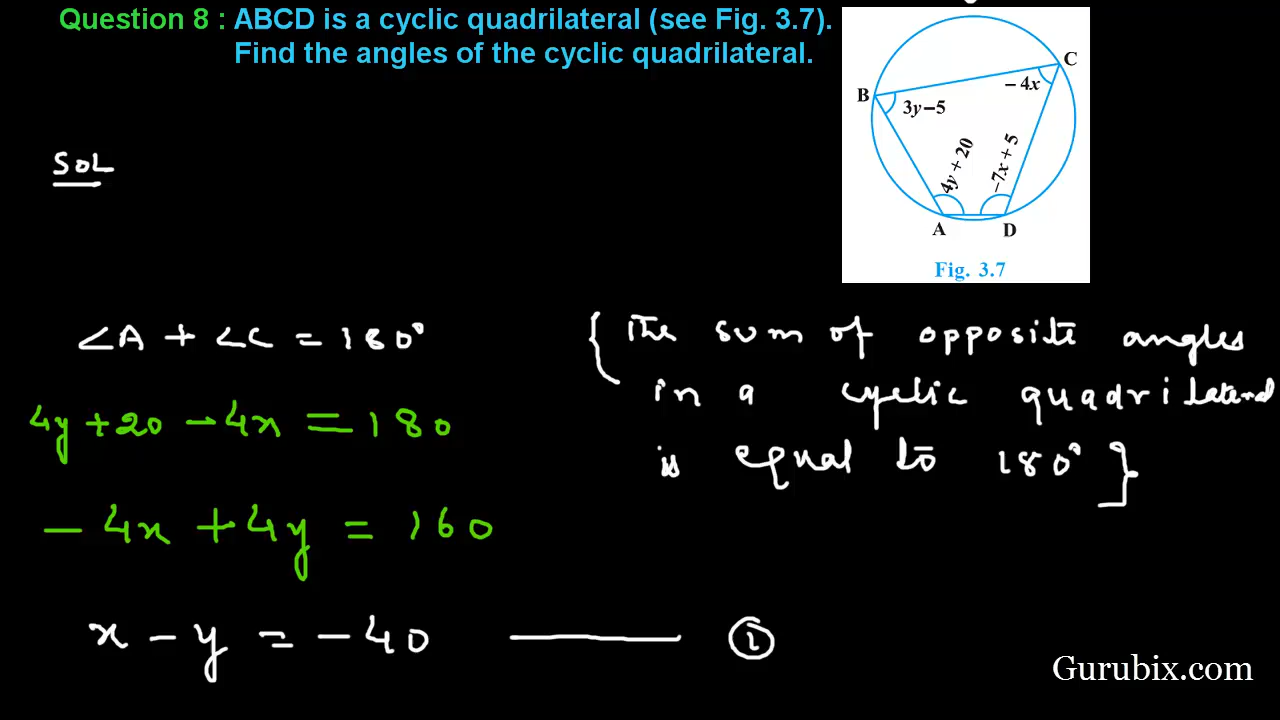 Question 8 : ABCD is a cyclic quadrilateral (see Fig. 3.7).
Find the angles of the cyclic quadrilateral.
C
B
– 4x
3y–5
4y + 20
–7x + 5
A
D
Fig. 3.7
SOL
∠A + ∠C = 180°
{ The sum of opposite angles
in a cyclic quadrilateral
is equal to 180° }
4y + 20 – 4x = 180
– 4x + 4y = 160
x – y = – 40 ——— ①
Gurubix.com